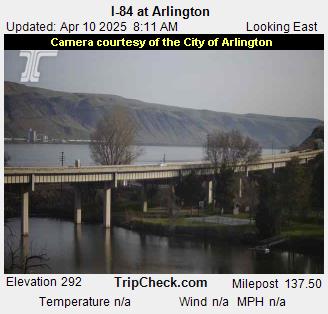 I-84 at Arlington
Updated: Apr 10 2025 8:11 AM Looking East
Camera courtesy of the City of Arlington
Elevation 292 TripCheck.com Milepost 137.50
Temperature n/a Wind n/a MPH n/a